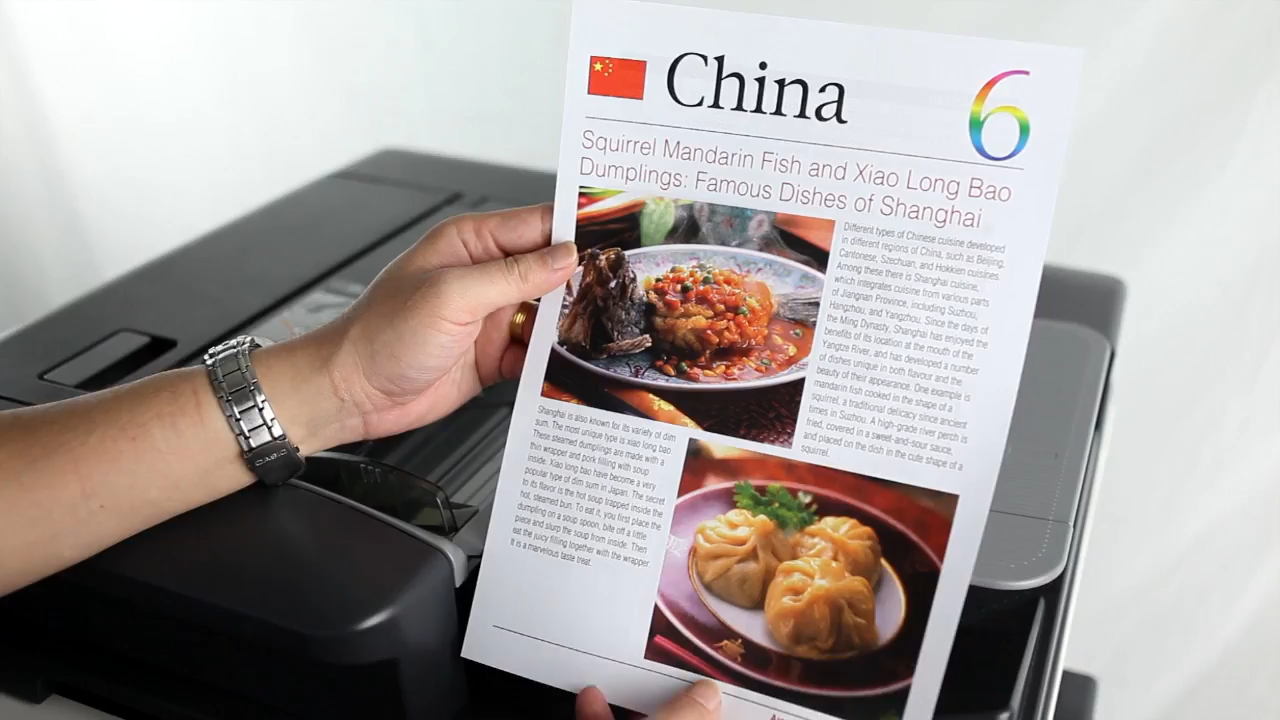 China
6
Squirrel Mandarin Fish and Xiao Long Bao
Dumplings: Famous Dishes of Shanghai
Different types of Chinese cuisine developed
in different regions of China, such as Beijing,
Cantonese, Szechuan, and Hokkien cuisines.
Among these there is Shanghai cuisine,
which integrates cuisine from various parts
of Jiangnan Province, including Suzhou,
Hangzhou, and Yangzhou. Since the days of
the Ming Dynasty, Shanghai has enjoyed the
benefits of its location at the mouth of the
Yangtze River, and has developed a number
of dishes unique in both flavour and the
beauty of their appearance. One example is
mandarin fish cooked in the shape of a
squirrel, a traditional delicacy since ancient
times in Suzhou. A high-grade river perch is
fried, covered in a sweet-and-sour sauce,
and placed on the dish in the cute shape of a
squirrel.
Shanghai is also known for its variety of dim
sum. The most unique type is xiao long bao.
These steamed dumplings are made with a
thin wrapper and pork filling with soup
inside. Xiao long bao have become a very
popular type of dim sum in Japan. The secret
to its flavor is the hot soup trapped inside the
hot, steamed bun. To eat it, you first place the
dumpling on a soup spoon, bite off a little
piece and slurp the soup from inside. Then
eat the juicy filling together with the wrapper
It is a marvelous taste treat.
CASIO